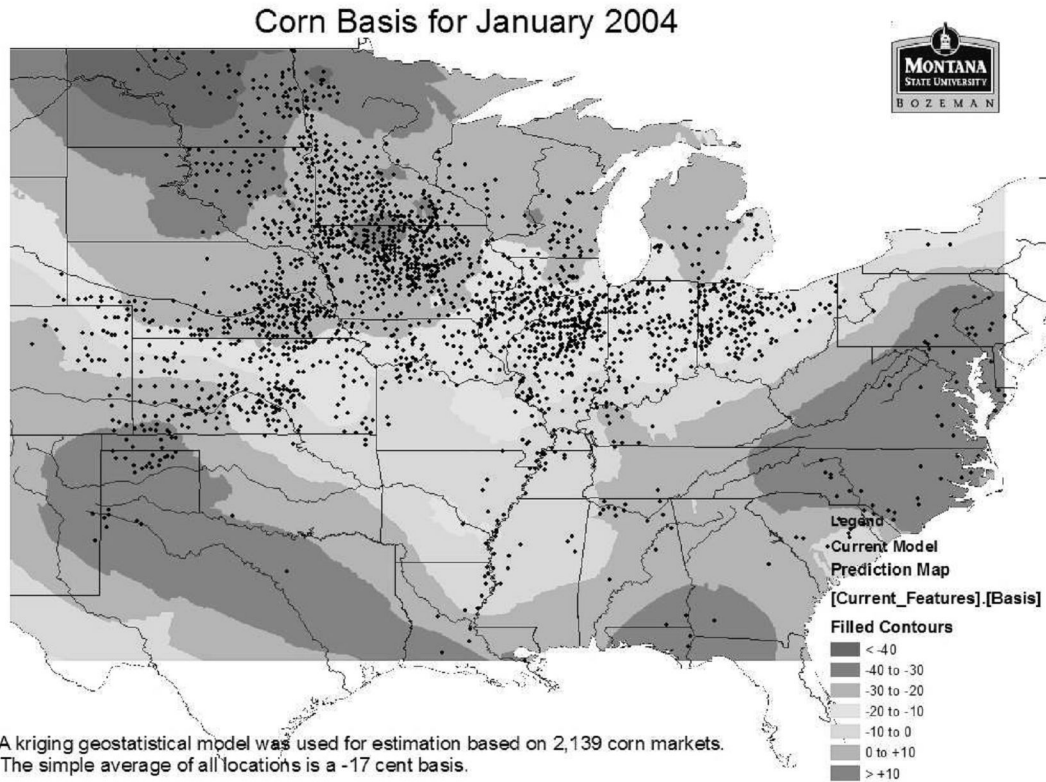 Corn Basis for January 2004
MONTANA
STATE UNIVERSITY
BOZEMAN
Legend
Current Model
Prediction Map
[Current_Features].[Basis]
Filled Contours
< -40
-40 to -30
-30 to -20
-20 to -10
-10 to 0
0 to +10
> +10
A kriging geostatistical model was used for estimation based on 2,139 corn markets.
The simple average of all locations is a -17 cent basis.